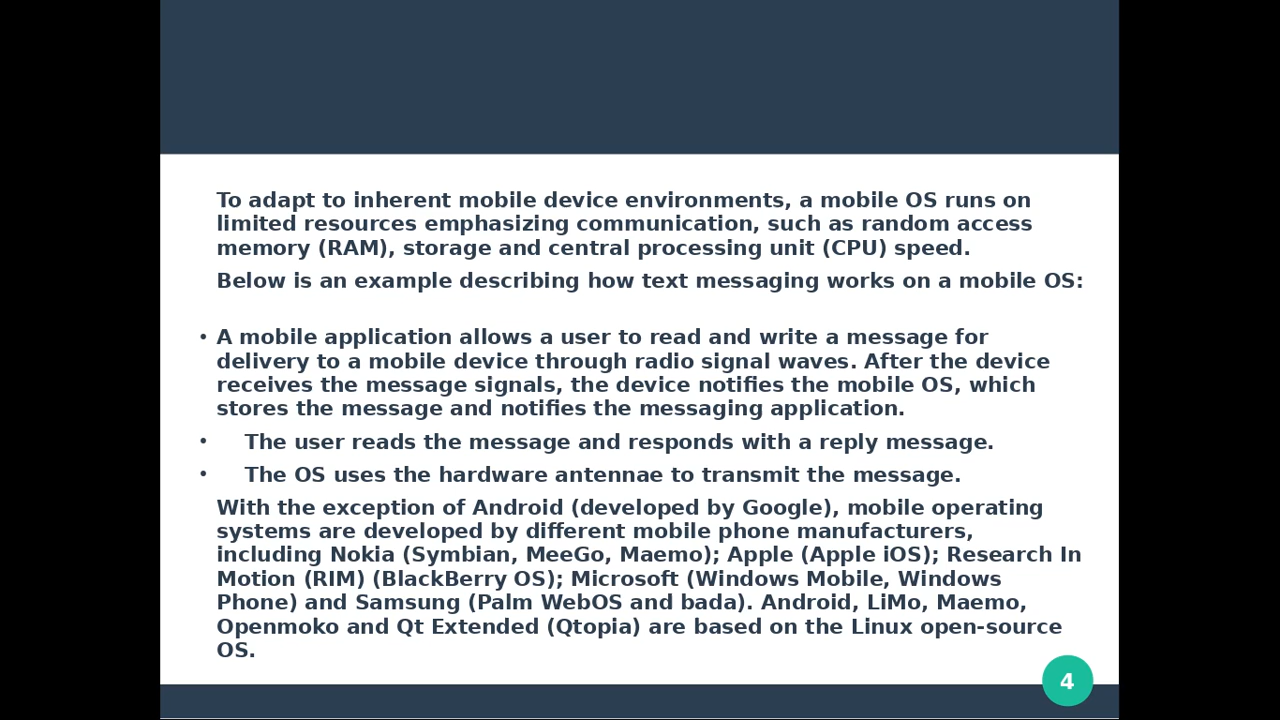 To adapt to inherent mobile device environments, a mobile OS runs on
limited resources emphasizing communication, such as random access
memory (RAM), storage and central processing unit (CPU) speed.
Below is an example describing how text messaging works on a mobile OS:
• A mobile application allows a user to read and write a message for
delivery to a mobile device through radio signal waves. After the device
receives the message signals, the device notifies the mobile OS, which
stores the message and notifies the messaging application.
• The user reads the message and responds with a reply message.
• The OS uses the hardware antennae to transmit the message.
With the exception of Android (developed by Google), mobile operating
systems are developed by different mobile phone manufacturers,
including Nokia (Symbian, MeeGo, Maemo); Apple (Apple iOS); Research In
Motion (RIM) (BlackBerry OS); Microsoft (Windows Mobile, Windows
Phone) and Samsung (Palm WebOS and bada). Android, LiMo, Maemo,
Openmoko and Qt Extended (Qtopia) are based on the Linux open-source
OS.
4